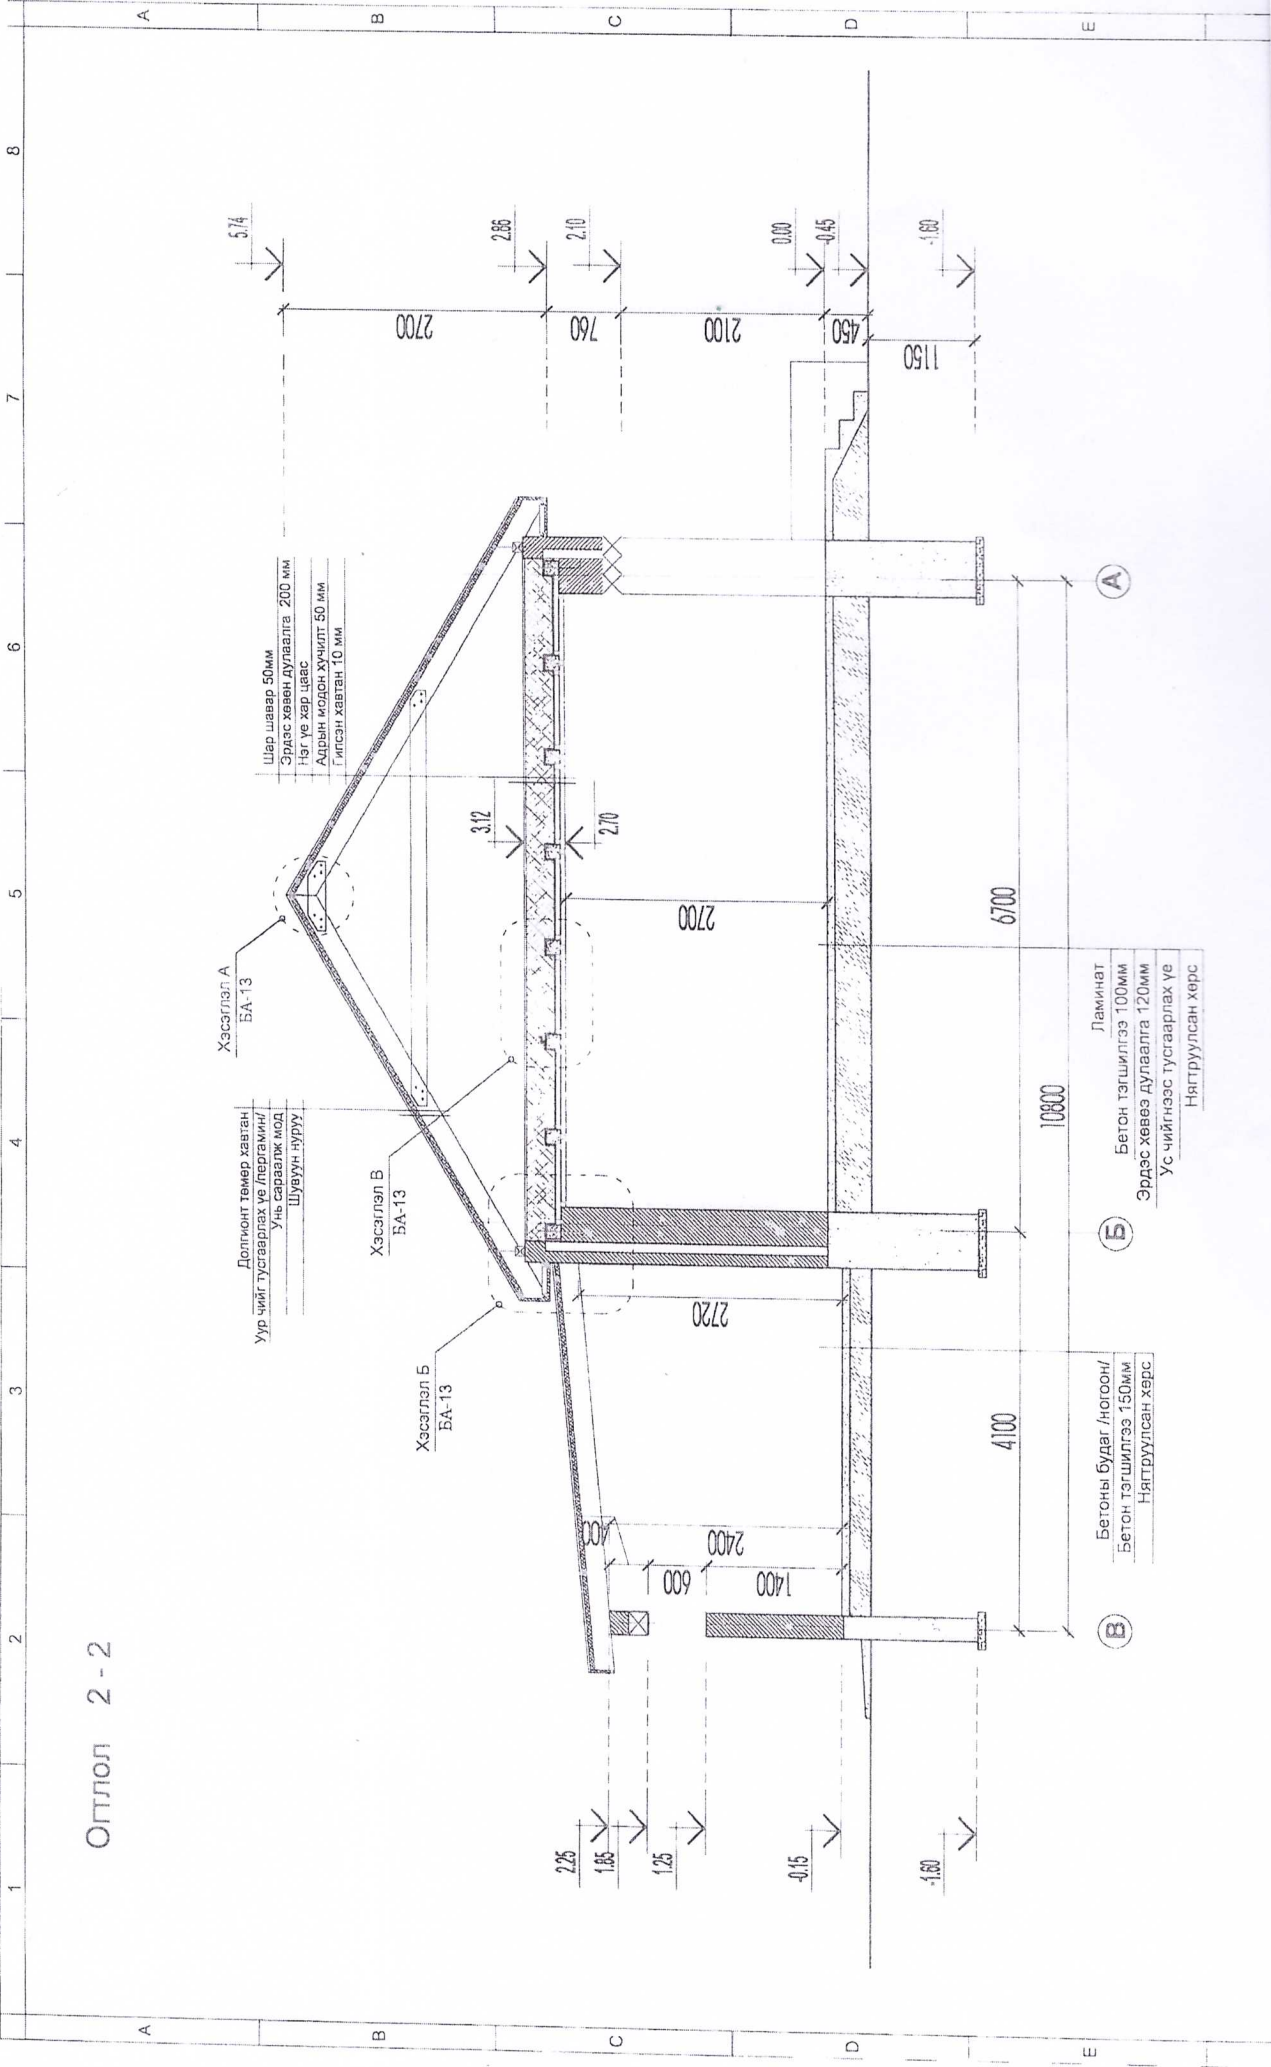 1 2 3 4 5 6 7 8
A A
B B
C C
D D
E E
Огтлол 2 - 2
Хэсэглэл А
БА-13
Шар шавар 50мм
Эрдэс хөвөн дулаалга 200 мм
Нэг үе хар цаас
Адрын модон хучилт 50 мм
Гипсэн хавтан 10 мм
Долгионт төмөр хавтан
Уур чийг тусгаарлах үе /пергамин/
Унь сараалж мод
Шувуун нуруу
Хэсэглэл В
БА-13
Хэсэглэл Б
БА-13
5.74
2.86
2.10
0.00
-0.45
-1.60
2700
760
2100
450
1150
3.12
2.70
2700
2720
400
2400
600
1400
2.25
1.85
1.25
-0.15
-1.60
4100
6700
10800
В
Б
А
Бетоны будаг /ногоон/
Бетон тэгшилгээ 150мм
Нягтруулсан хөрс
Ламинат
Бетон тэгшилгээ 100мм
Эрдэс хөвөз дулаалга 120мм
Ус чийгнээс тусгаарлах үе
Нягтруулсан хөрс